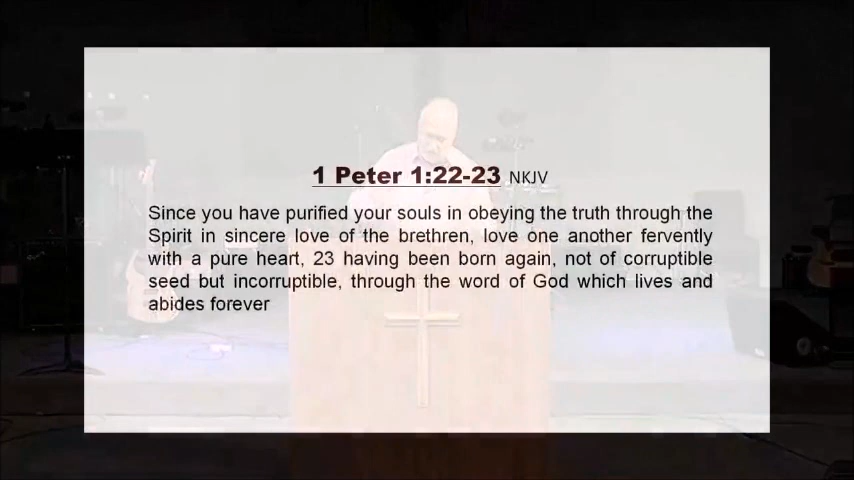 1 Peter 1:22-23 NKJV
Since you have purified your souls in obeying the truth through the
Spirit in sincere love of the brethren, love one another fervently
with a pure heart, 23 having been born again, not of corruptible
seed but incorruptible, through the word of God which lives and
abides forever